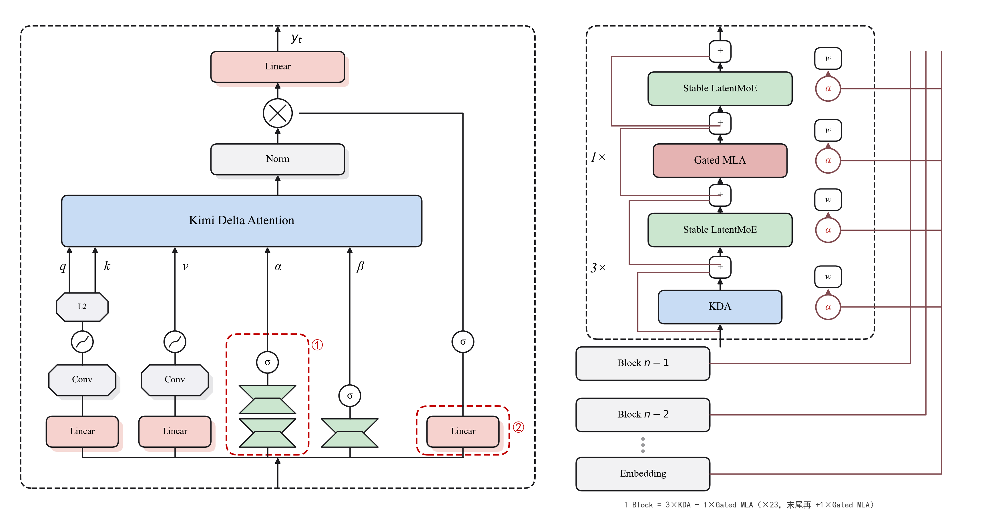 y_t
Linear
Norm
Kimi Delta Attention
q
k
v
α
β
L2
σ
①
σ
Conv
Conv
σ
Linear
Linear
Linear
②
+
w
Stable LatentMoE
α
+
w
1×
Gated MLA
α
+
w
Stable LatentMoE
α
3×
+
w
KDA
α
Block n − 1
Block n − 2
Embedding
1 Block = 3×KDA + 1×Gated MLA (×23, 末尾再 +1×Gated MLA)